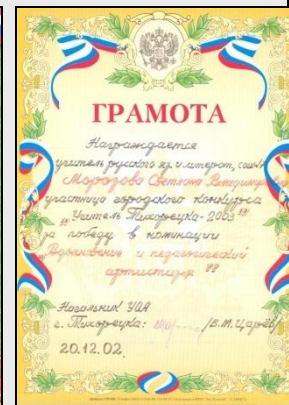 ГРАМОТА
Награждается
учитель русского яз. и литерат.,
Морозова Светлана
участница городского конкурса
„Учитель Тихорецка - 2003"
за победу в номинации
„Вдохновение и педагогический
артистизм"
Начальник УОА
г. Тихорецка: /В.М. Царёв/
20.12.02.